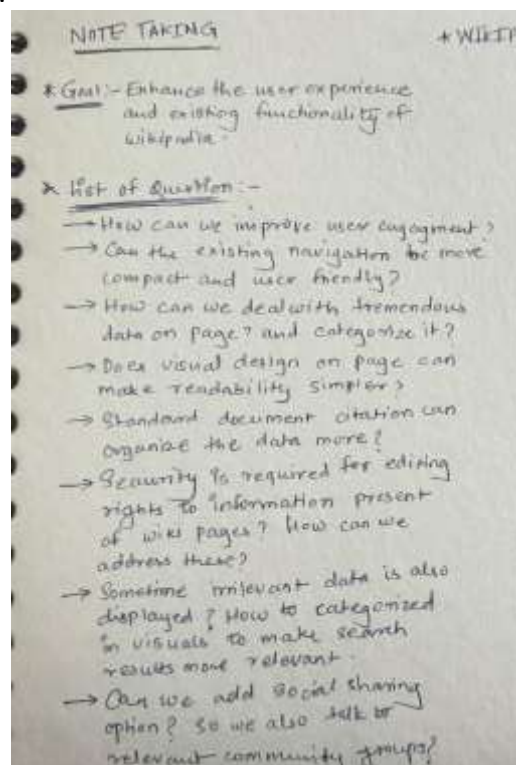 NOTE TAKING
* WIKIP
* Goal:- Enhance the user experience
and existing functionality of
wikipedia.
* List of Question:-
→ How can we improve user engagment?
→ Can the existing navigation be more
compact and user friendly?
→ How can we deal with tremendous
data on page? and categorize it?
→ Does visual design on page can
make readability simpler?
→ Standard document citation can
organize the data more?
→ Security is required for editing
rights to information present
of wiki pages? How can we
address these?
→ Sometime irrilevant data is also
displayed? How to categorized
in visuals to make search
results more relevant.
→ Can we add social sharing
option? So we also talk to
relevant community groups?